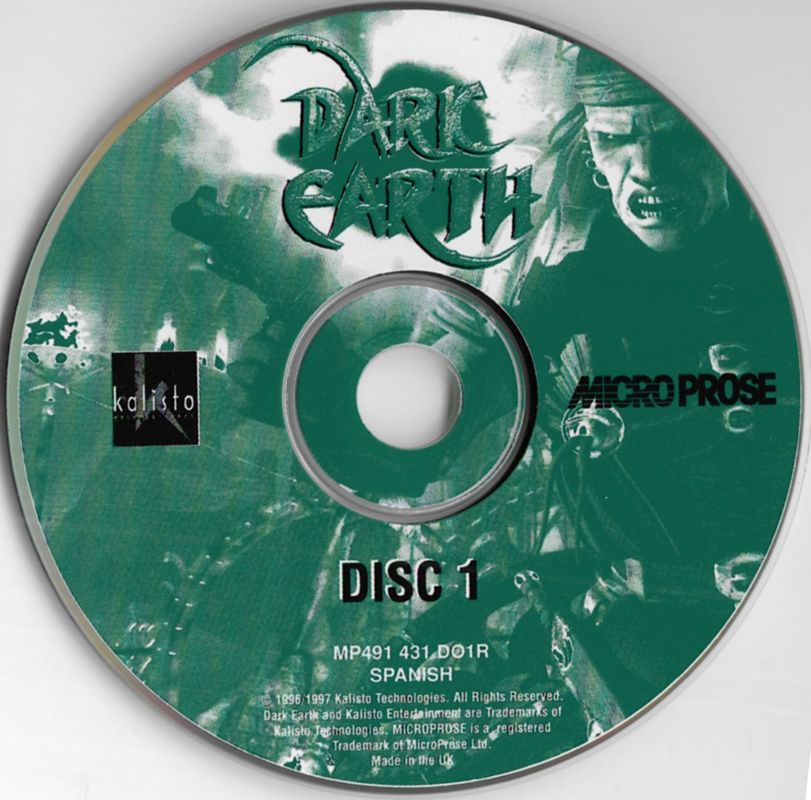 DARK
EARTH
kalisto
MICROPROSE
DISC 1
MP491 431 DO1R
SPANISH
© 1996/1997 Kalisto Technologies. All Rights Reserved.
Dark Earth and Kalisto Entertainment are Trademarks of
Kalisto Technologies. MICROPROSE is a registered
Trademark of MicroProse Ltd.
Made in the UK